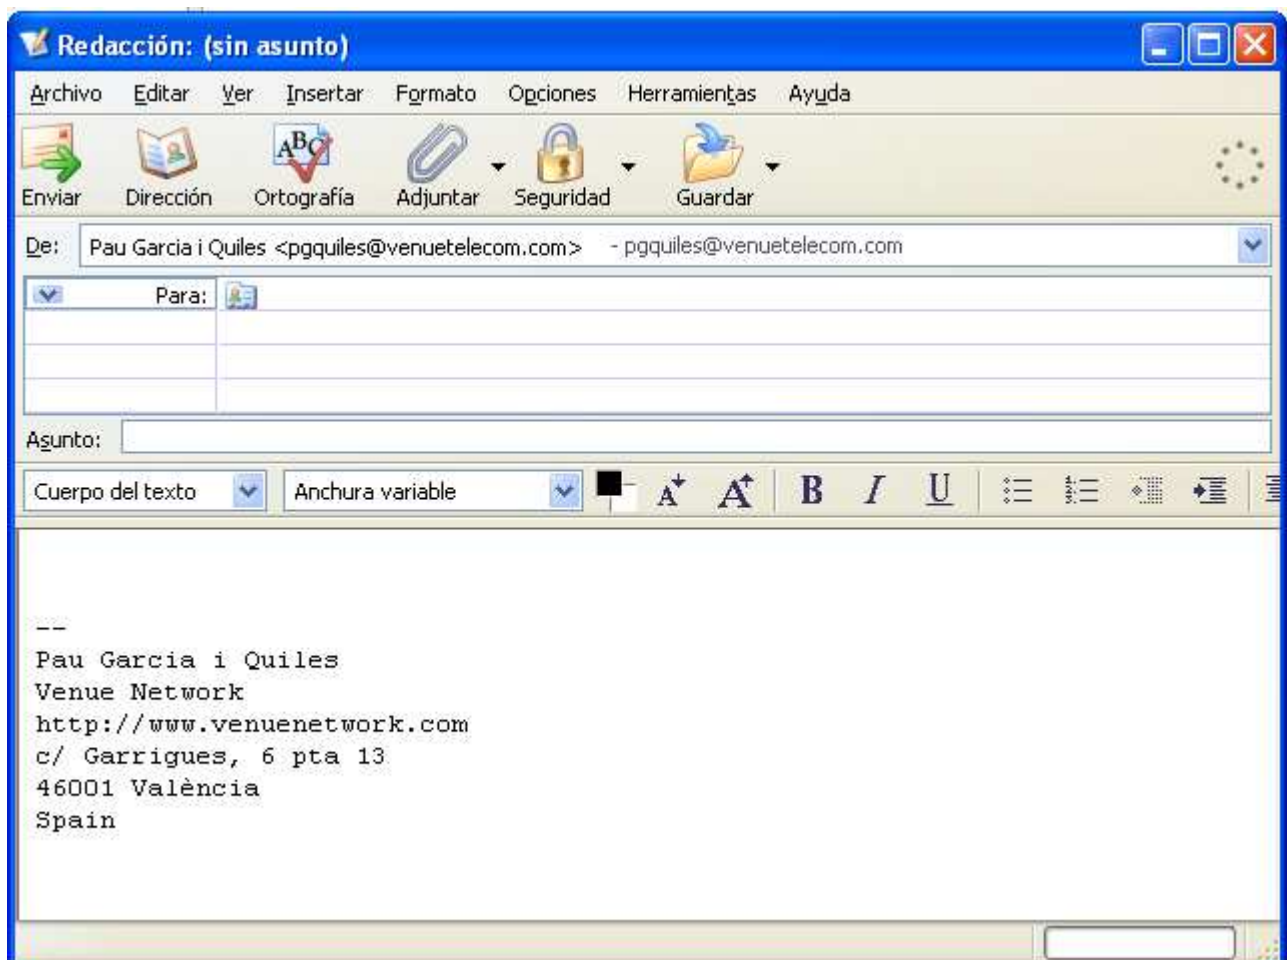 Redacción: (sin asunto)
Archivo Editar Ver Insertar Formato Opciones Herramientas Ayuda
ABC
Enviar Dirección Ortografía Adjuntar Seguridad Guardar
De: Pau Garcia i Quiles <pgquiles@venuetelecom.com> - pgquiles@venuetelecom.com
Para:
Asunto:
Cuerpo del texto Anchura variable A A B I U
--
Pau Garcia i Quiles
Venue Network
http://www.venuenetwork.com
c/ Garrigues, 6 pta 13
46001 València
Spain